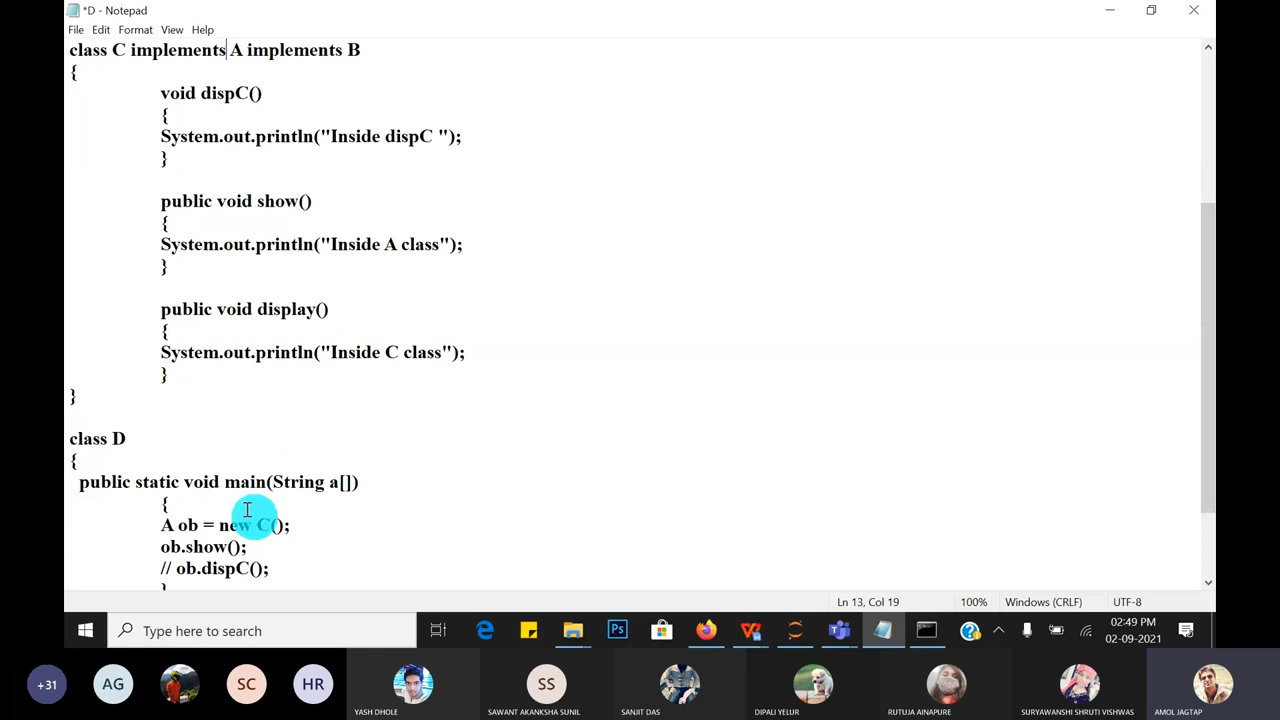 *D - Notepad
File Edit Format View Help
class C implements A implements B
{
void dispC()
{
System.out.println("Inside dispC ");
}
public void show()
{
System.out.println("Inside A class");
}
public void display()
{
System.out.println("Inside C class");
}
}
class D
{
public static void main(String a[])
{
A ob = new C();
ob.show();
// ob.dispC();
}
Ln 13, Col 19 100% Windows (CRLF) UTF-8
Type here to search
Ps
02:49 PM
02-09-2021
+31 AG SC HR SS
YASH DHOLE SAWANT AKANKSHA SUNIL SANJIT DAS DIPALI YELUR RUTUJA AINAPURE SURYAWANSHI SHRUTI VISHWAS AMOL JAGTAP